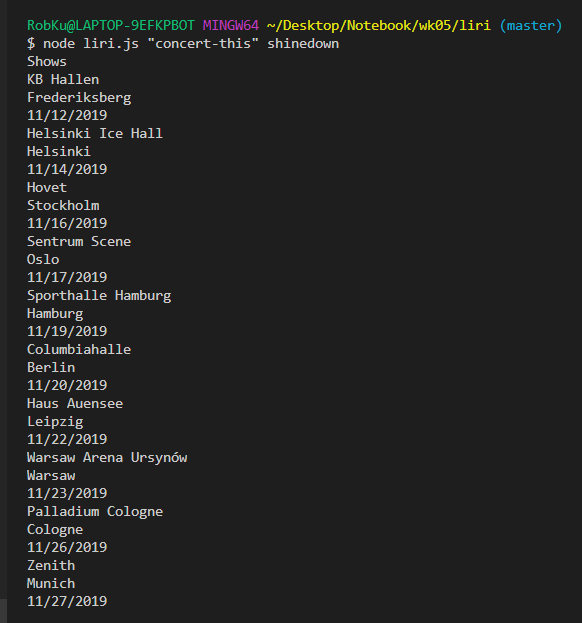 RobKu@LAPTOP-9EFKPBOT MINGW64 ~/Desktop/Notebook/wk05/liri (master)
$ node liri.js "concert-this" shinedown
Shows
KB Hallen
Frederiksberg
11/12/2019
Helsinki Ice Hall
Helsinki
11/14/2019
Hovet
Stockholm
11/16/2019
Sentrum Scene
Oslo
11/17/2019
Sporthalle Hamburg
Hamburg
11/19/2019
Columbiahalle
Berlin
11/20/2019
Haus Auensee
Leipzig
11/22/2019
Warsaw Arena Ursynów
Warsaw
11/23/2019
Palladium Cologne
Cologne
11/26/2019
Zenith
Munich
11/27/2019